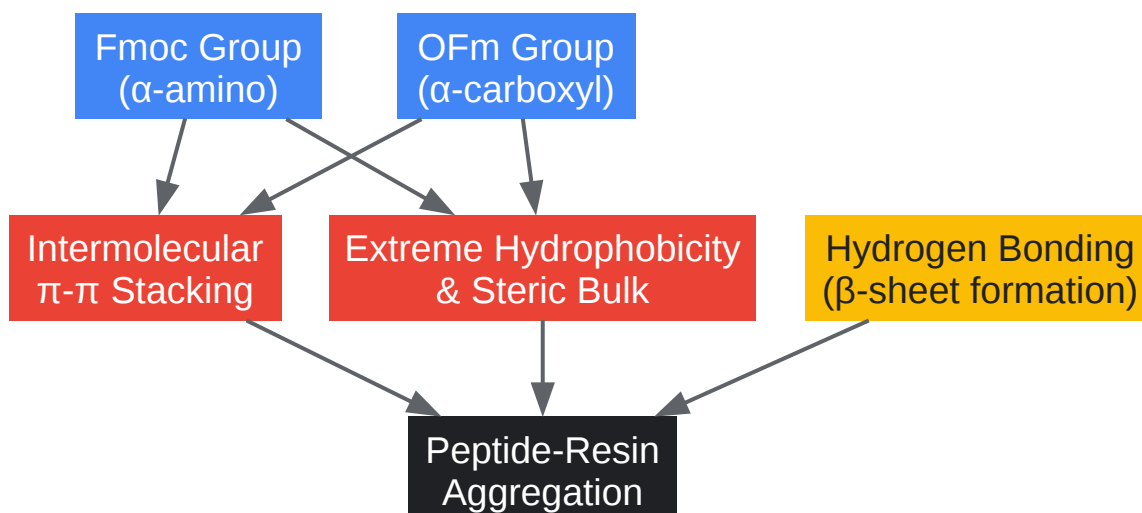 Fmoc Group
(α-amino)
OFm Group
(α-carboxyl)
Intermolecular
π-π Stacking
Extreme Hydrophobicity
& Steric Bulk
Hydrogen Bonding
(β-sheet formation)
Peptide-Resin
Aggregation